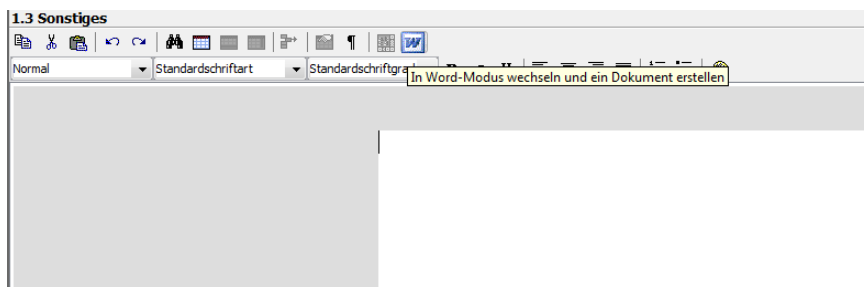 1.3 Sonstiges
Normal Standardschriftart Standardschriftgra
In Word-Modus wechseln und ein Dokument erstellen